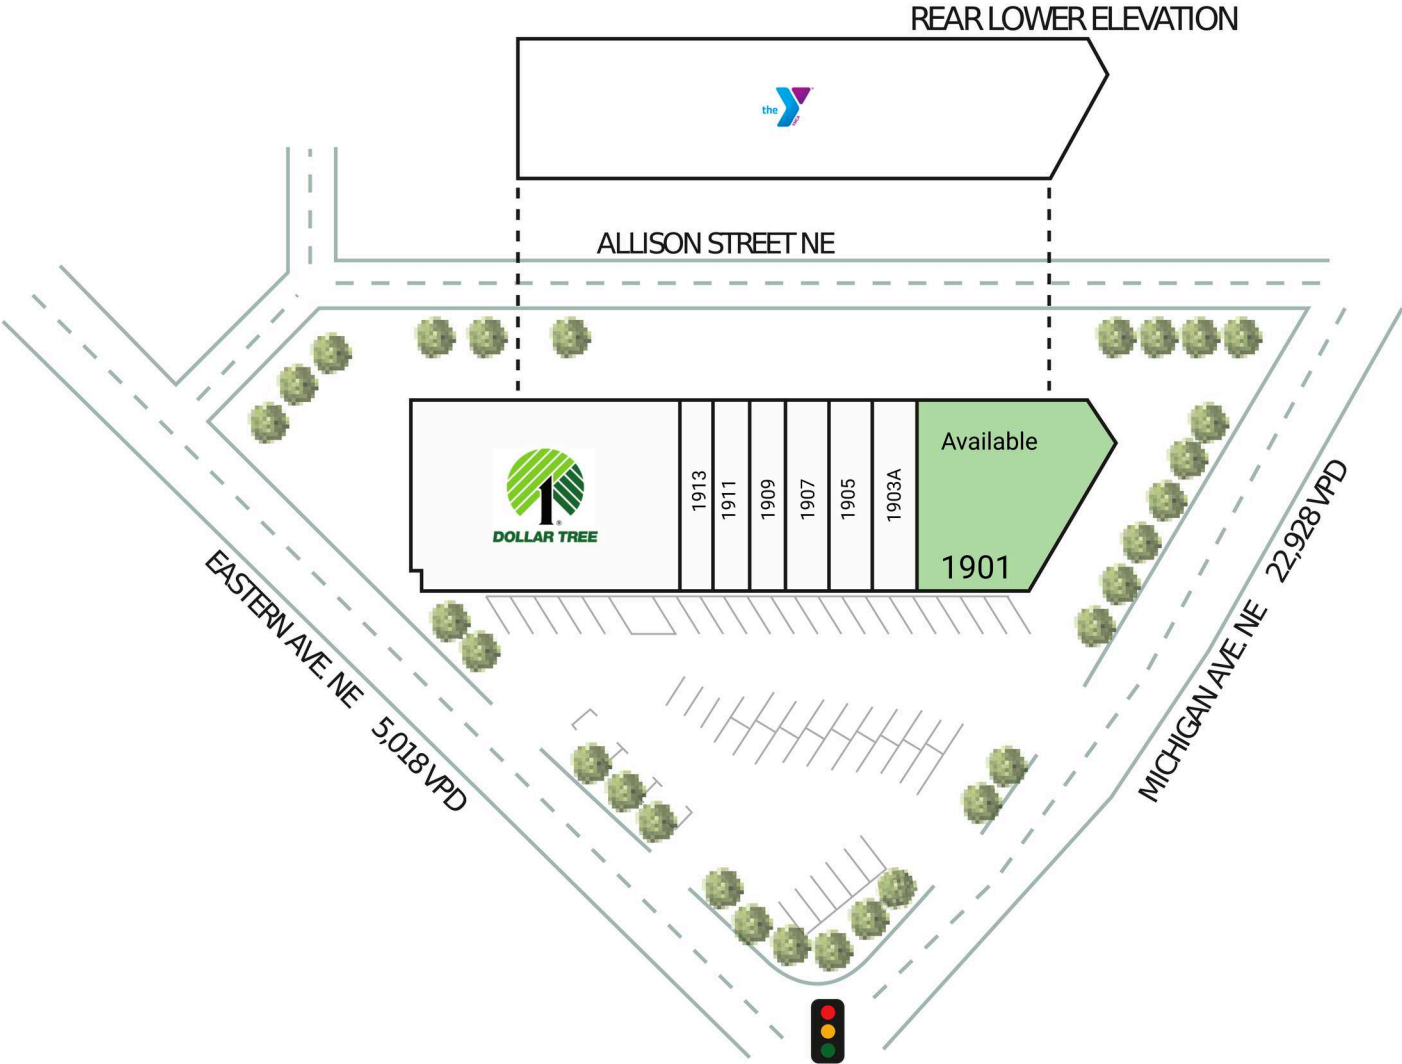 REAR LOWER ELEVATION
the
ALLISON STREET NE
Available
1913
1911
1909
1907
1905
1903A
1901
DOLLAR TREE
EASTERN AVE. NE 5,018 VPD
MICHIGAN AVE. NE 22,928 VPD